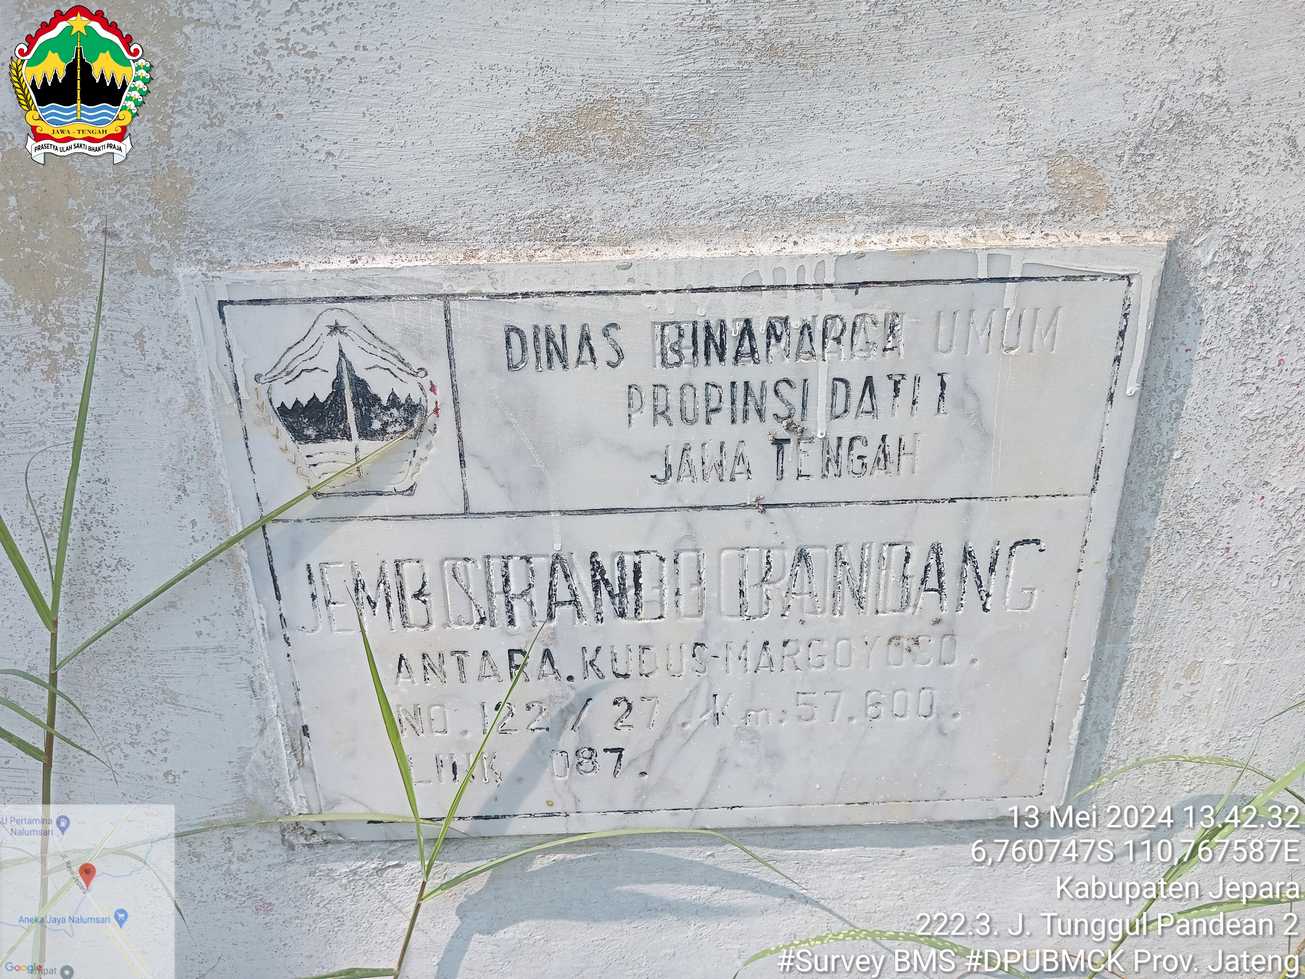 JAWA - TENGAH
PRASETYA ULAH SAKTI BHAKTI PRAJA
DINAS BINAMARGA UMUM
PROPINSI DATI I
JAWA TENGAH
JEMB
ANTARA.KUDUS-MARGOYOSO.
NO.122/27.Km:57.600.
LINK 087.
U Pertamina
Nalumsari
Aneka Jaya Nalumsari
Google
13 Mei 2024 13.42.32
6,760747S 110,767587E
Kabupaten Jepara
222.3. J. Tunggul Pandean 2
#Survey BMS #DPUBMCK Prov. Jateng